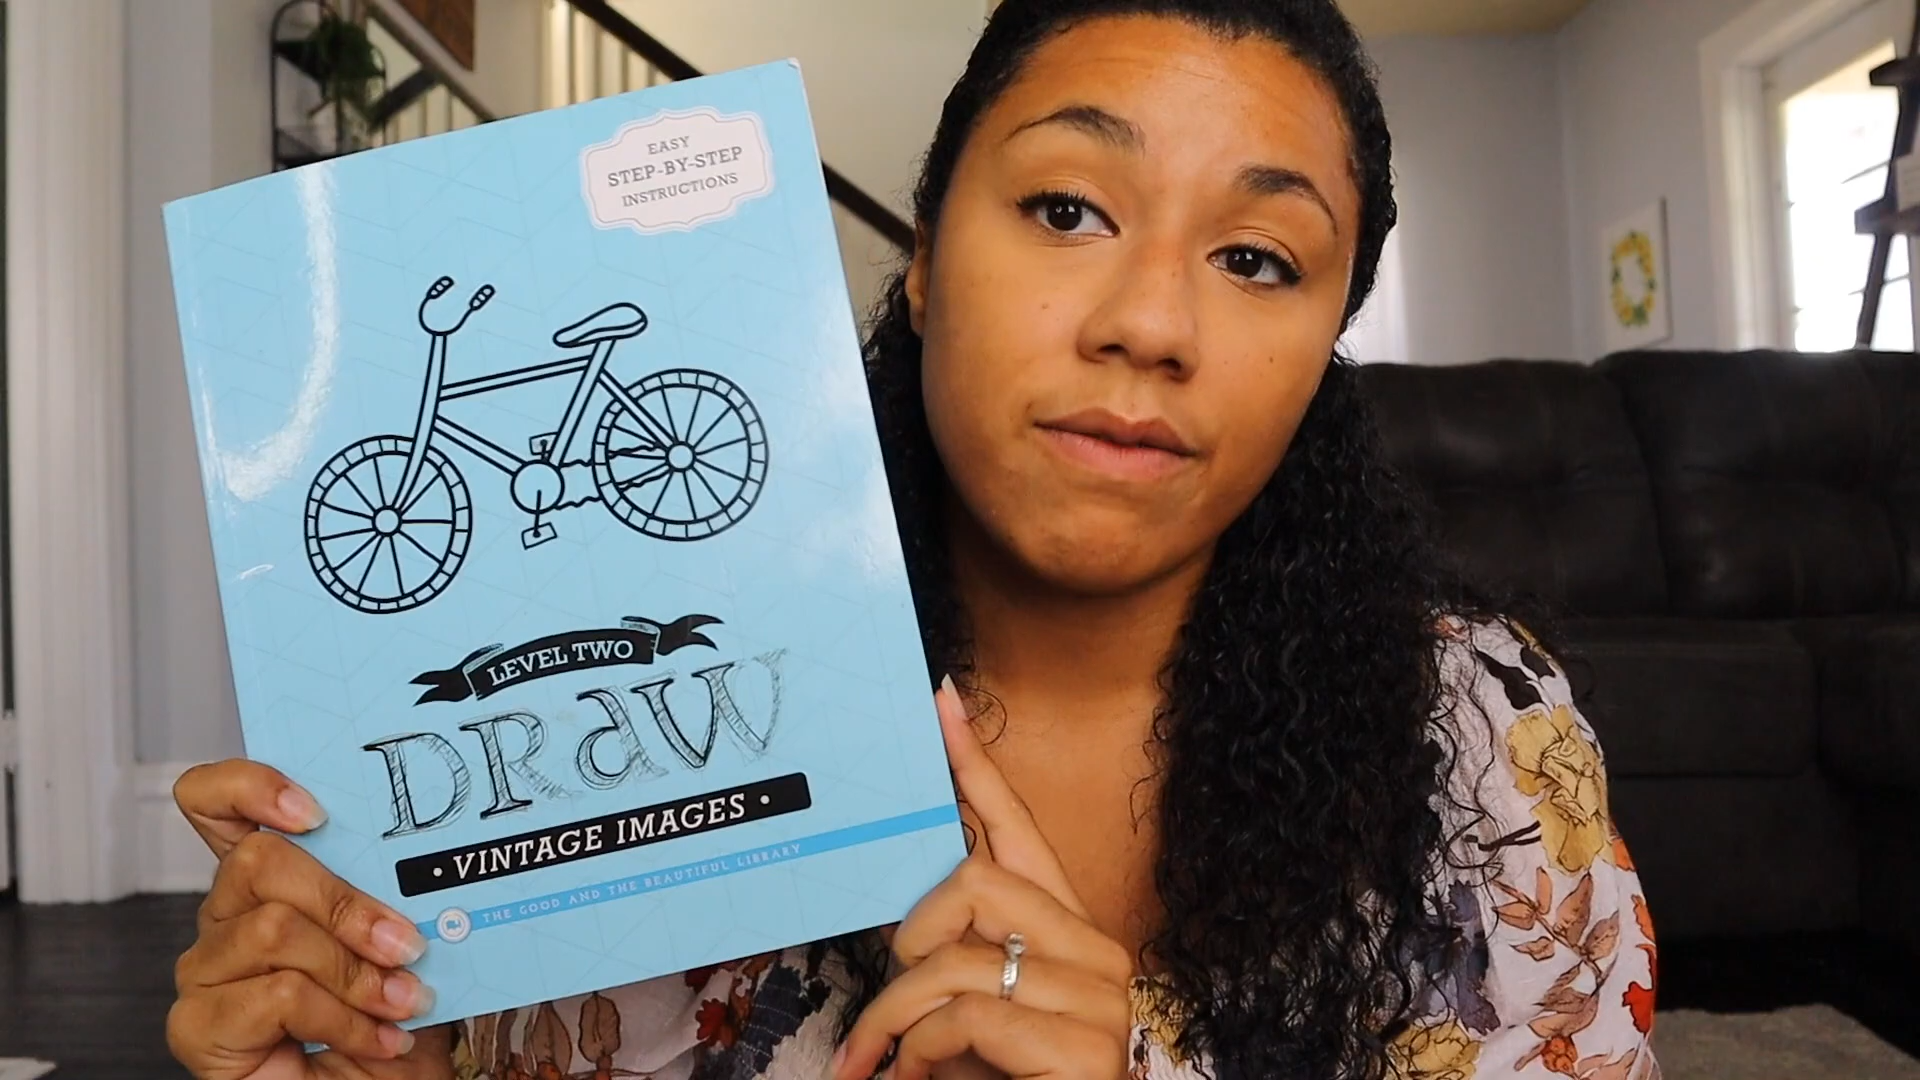 EASY
STEP-BY-STEP
INSTRUCTIONS
LEVEL TWO
DRaW
• VINTAGE IMAGES •
THE GOOD AND THE BEAUTIFUL LIBRARY